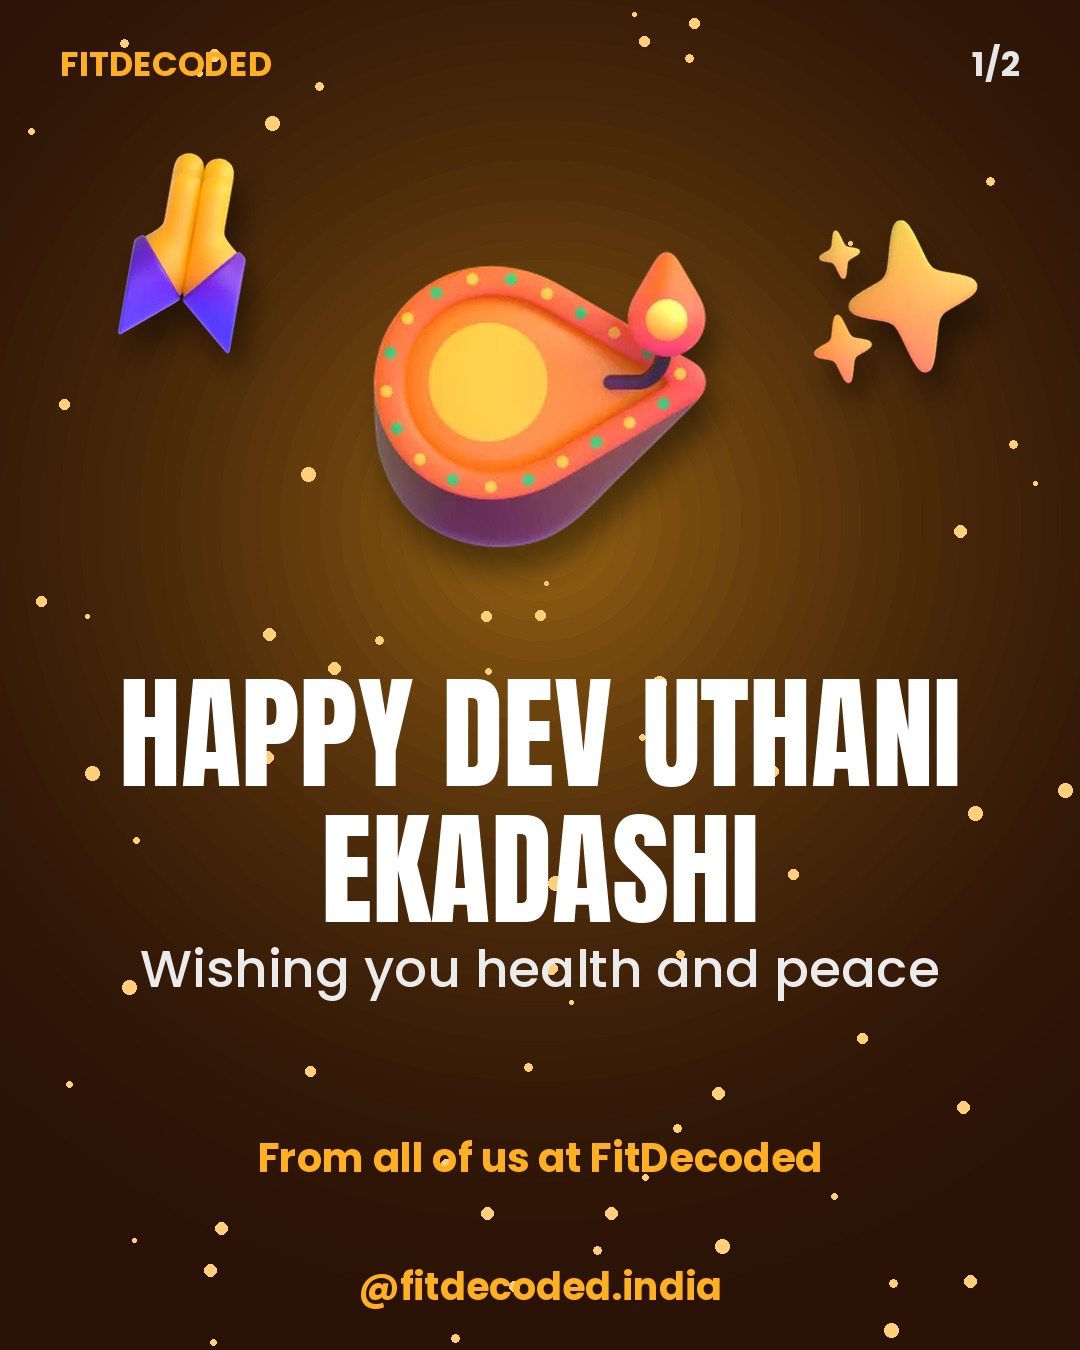 FITDECODED
1/2
HAPPY DEV UTHANI
EKADASHI
Wishing you health and peace
From all of us at FitDecoded
@fitdecoded.india